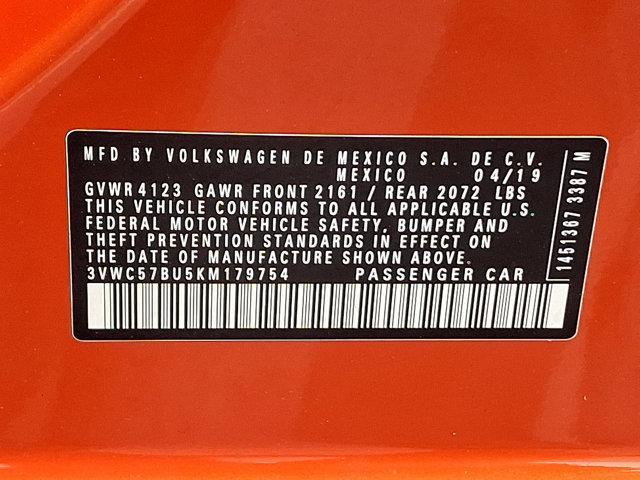 MFD BY VOLKSWAGEN DE MEXICO S.A. DE C.V.
MEXICO 04/19
GVWR 4123 GAWR FRONT 2161 / REAR 2072 LBS
THIS VEHICLE CONFORMS TO ALL APPLICABLE U.S.
FEDERAL MOTOR VEHICLE SAFETY, BUMPER AND
THEFT PREVENTION STANDARDS IN EFFECT ON
THE DATE OF MANUFACTURE SHOWN ABOVE.
3VWC57BU5KM179754 PASSENGER CAR
1451367 3387 M